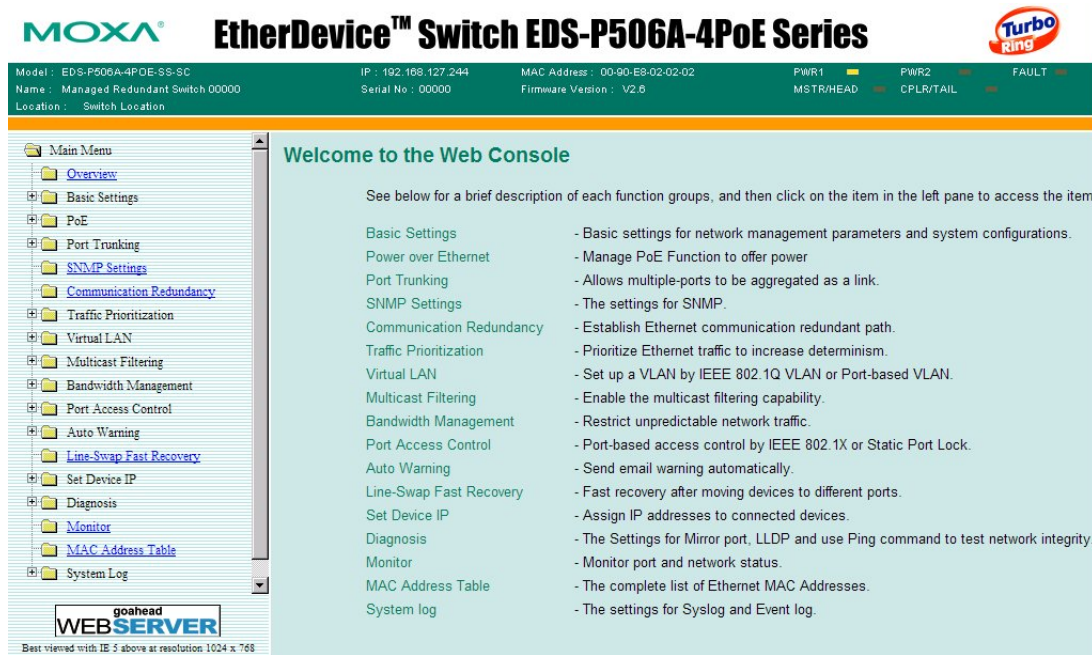 MOXA®
EtherDevice™ Switch EDS-P506A-4PoE Series
Turbo
Ring
Model : EDS-P506A-4POE-SS-SC
IP : 192.168.127.244
MAC Address : 00-90-E8-02-02-02
PWR1
PWR2
FAULT
Name : Managed Redundant Switch 00000
Serial No : 00000
Firmware Version : V2.6
MSTR/HEAD
CPLR/TAIL
Location : Switch Location
Main Menu
Overview
Basic Settings
PoE
Port Trunking
SNMP Settings
Communication Redundancy
Traffic Prioritization
Virtual LAN
Multicast Filtering
Bandwidth Management
Port Access Control
Auto Warning
Line-Swap Fast Recovery
Set Device IP
Diagnosis
Monitor
MAC Address Table
System Log
goahead
WEBSERVER
Best viewed with IE 5 above at resolution 1024 x 768
Welcome to the Web Console
See below for a brief description of each function groups, and then click on the item in the left pane to access the item
Basic Settings - Basic settings for network management parameters and system configurations.
Power over Ethernet - Manage PoE Function to offer power
Port Trunking - Allows multiple-ports to be aggregated as a link.
SNMP Settings - The settings for SNMP.
Communication Redundancy - Establish Ethernet communication redundant path.
Traffic Prioritization - Prioritize Ethernet traffic to increase determinism.
Virtual LAN - Set up a VLAN by IEEE 802.1Q VLAN or Port-based VLAN.
Multicast Filtering - Enable the multicast filtering capability.
Bandwidth Management - Restrict unpredictable network traffic.
Port Access Control - Port-based access control by IEEE 802.1X or Static Port Lock.
Auto Warning - Send email warning automatically.
Line-Swap Fast Recovery - Fast recovery after moving devices to different ports.
Set Device IP - Assign IP addresses to connected devices.
Diagnosis - The Settings for Mirror port, LLDP and use Ping command to test network integrity.
Monitor - Monitor port and network status.
MAC Address Table - The complete list of Ethernet MAC Addresses.
System log - The settings for Syslog and Event log.